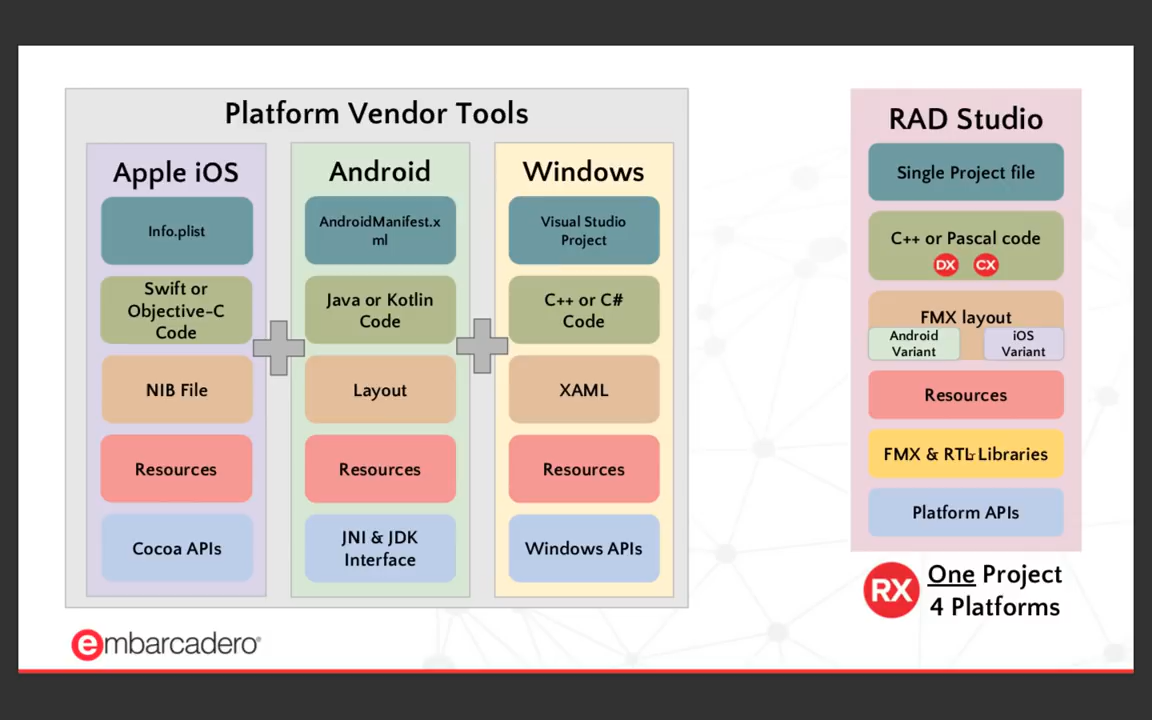 Platform Vendor Tools
Apple iOS
Info.plist
Swift or
Objective-C
Code
NIB File
Resources
Cocoa APIs
Android
AndroidManifest.x
ml
Java or Kotlin
Code
Layout
Resources
JNI & JDK
Interface
Windows
Visual Studio
Project
C++ or C#
Code
XAML
Resources
Windows APIs
RAD Studio
Single Project file
C++ or Pascal code
DX CX
FMX layout
Android
Variant
iOS
Variant
Resources
FMX & RTL Libraries
Platform APIs
RX
One Project
4 Platforms
embarcadero®